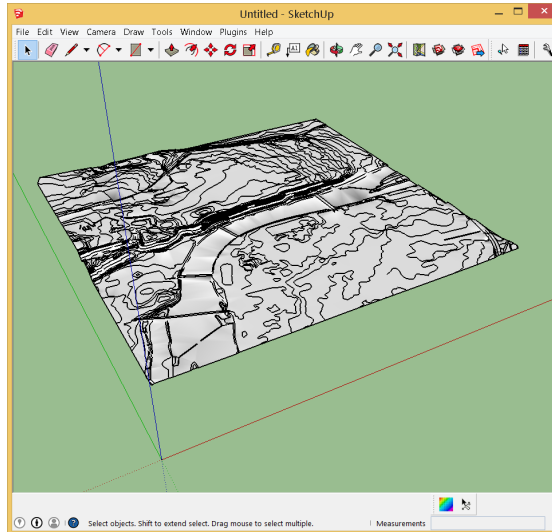 Untitled - SketchUp
File Edit View Camera Draw Tools Window Plugins Help
Select objects. Shift to extend select. Drag mouse to select multiple.
Measurements